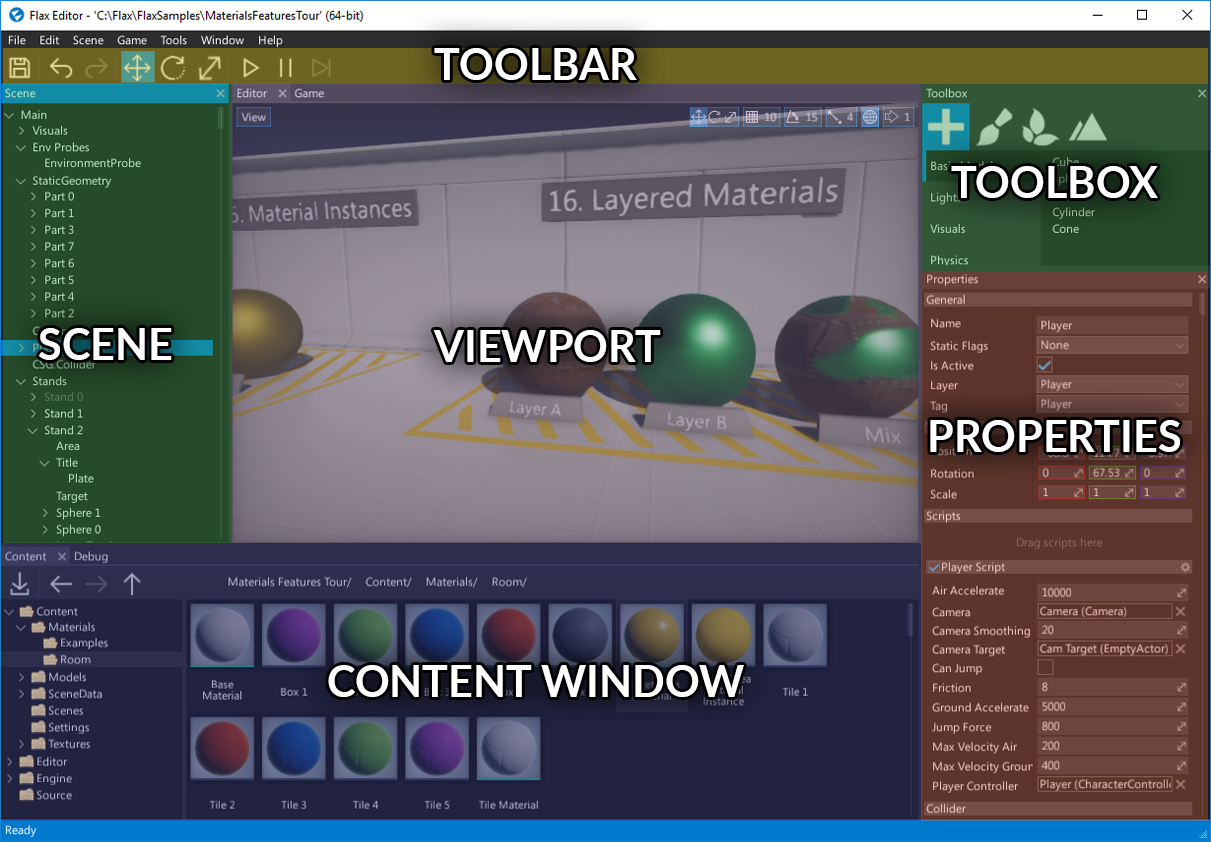 Flax Editor - 'C:\Flax\FlaxSamples\MaterialsFeaturesTour' (64-bit)
File Edit Scene Game Tools Window Help
TOOLBAR
Scene
Main
Visuals
Env Probes
EnvironmentProbe
StaticGeometry
Part 0
Part 1
Part 3
Part 7
Part 6
Part 5
Part 4
Part 2
SCENE
CSG.Collider
Stands
Stand 0
Stand 1
Stand 2
Area
Title
Plate
Target
Sphere 1
Sphere 0
Editor Game
View
10 15 4 1
Material Instances
16. Layered Materials
VIEWPORT
Layer A
Layer B
Mix
Toolbox
TOOLBOX
Cube
Visuals
Physics
Cylinder
Cone
Properties
General
Name Player
Static Flags None
Is Active
Layer Player
Tag Player
PROPERTIES
Rotation 0 67.53 0
Scale 1 1 1
Scripts
Drag scripts here
Player Script
Air Accelerate 10000
Camera Camera (Camera)
Camera Smoothing 20
Camera Target Cam Target (EmptyActor)
Can Jump
Friction 8
Ground Accelerate 5000
Jump Force 800
Max Velocity Air 200
Max Velocity Groun 400
Player Controller Player (CharacterControlle
Collider
Content Debug
Materials Features Tour/ Content/ Materials/ Room/
Content
Materials
Examples
Room
Models
SceneData
Scenes
Settings
Textures
Editor
Engine
Source
CONTENT WINDOW
Base
Material
Box 1
Instance
Tile 1
Tile 2
Tile 3
Tile 4
Tile 5
Tile Material
Ready